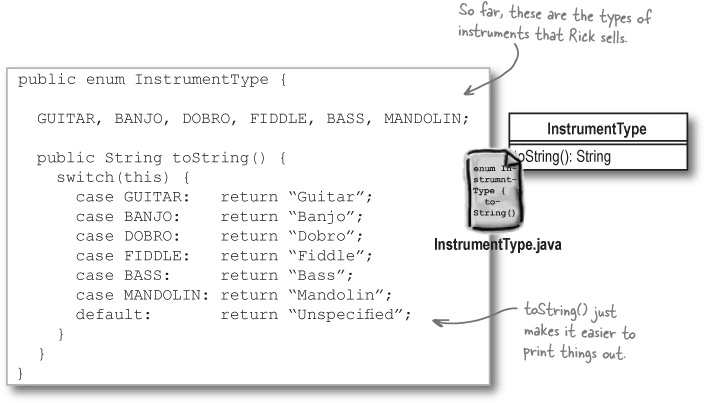 So far, these are the types of
instruments that Rick sells.
public enum InstrumentType {
GUITAR, BANJO, DOBRO, FIDDLE, BASS, MANDOLIN;
public String toString() {
switch(this) {
case GUITAR: return “Guitar”;
case BANJO: return “Banjo”;
case DOBRO: return “Dobro”;
case FIDDLE: return “Fiddle”;
case BASS: return “Bass”;
case MANDOLIN: return “Mandolin”;
default: return “Unspecified”;
}
}
}
InstrumentType
toString(): String
enum In-
strumnt-
Type {
to-
String()
InstrumentType.java
toString() just
makes it easier to
print things out.